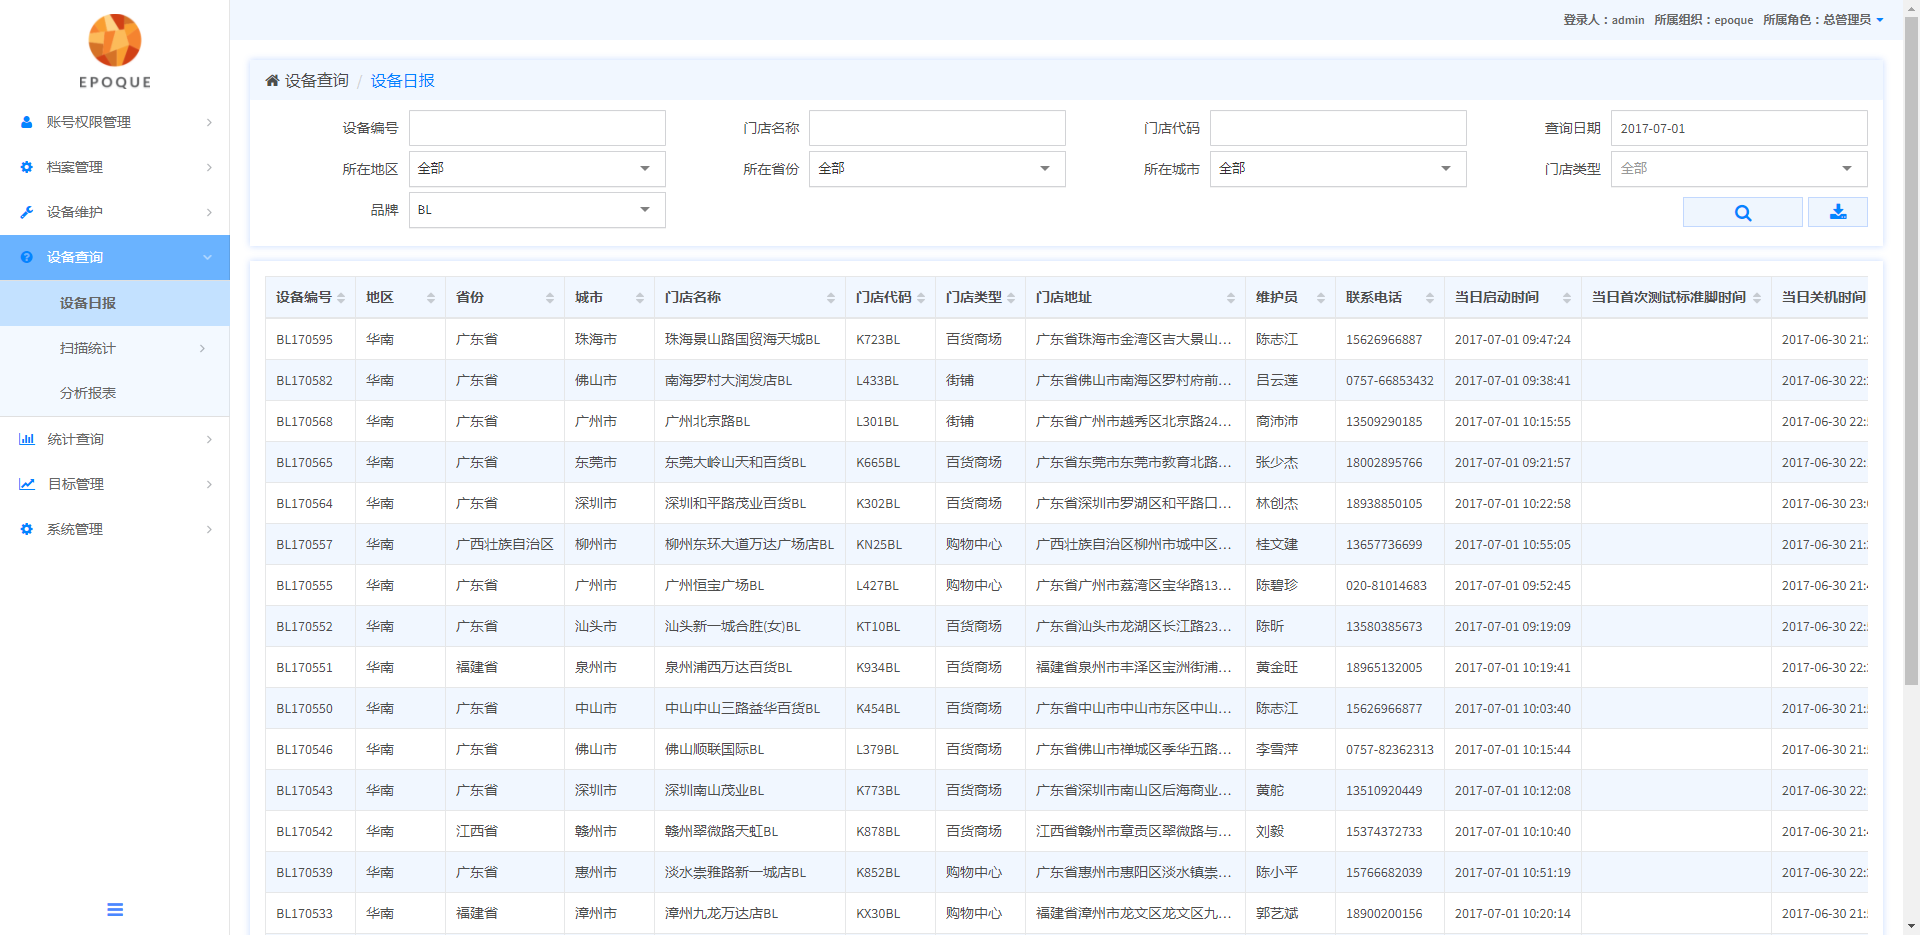 EPOQUE
登录人：admin 所属组织：epoque 所属角色：总管理员
账号权限管理
档案管理
设备维护
设备查询
设备日报
扫描统计
分析报表
统计查询
目标管理
系统管理
设备查询 / 设备日报
设备编号 门店名称 门店代码 查询日期 2017-07-01
所在地区 全部 所在省份 全部 所在城市 全部 门店类型 全部
品牌 BL
设备编号 地区 省份 城市 门店名称 门店代码 门店类型 门店地址 维护员 联系电话 当日启动时间 当日首次测试标准脚时间 当日关机时间
BL170595 华南 广东省 珠海市 珠海景山路国贸海天城BL K723BL 百货商场 广东省珠海市金湾区吉大景山... 陈志江 15626966887 2017-07-01 09:47:24 2017-06-30 21:
BL170582 华南 广东省 佛山市 南海罗村大润发店BL L433BL 街铺 广东省佛山市南海区罗村府前... 吕云莲 0757-66853432 2017-07-01 09:38:41 2017-06-30 22:
BL170568 华南 广东省 广州市 广州北京路BL L301BL 街铺 广东省广州市越秀区北京路24... 商沛沛 13509290185 2017-07-01 10:15:55 2017-06-30 22:
BL170565 华南 广东省 东莞市 东莞大岭山天和百货BL K665BL 百货商场 广东省东莞市东莞市教育北路... 张少杰 18002895766 2017-07-01 09:21:57 2017-06-30 22:
BL170564 华南 广东省 深圳市 深圳和平路茂业百货BL K302BL 百货商场 广东省深圳市罗湖区和平路口... 林创杰 18938850105 2017-07-01 10:22:58 2017-06-30 23:
BL170557 华南 广西壮族自治区 柳州市 柳州东环大道万达广场店BL KN25BL 购物中心 广西壮族自治区柳州市城中区... 桂文建 13657736699 2017-07-01 10:55:05 2017-06-30 21:
BL170555 华南 广东省 广州市 广州恒宝广场BL L427BL 购物中心 广东省广州市荔湾区宝华路13... 陈碧珍 020-81014683 2017-07-01 09:52:45 2017-06-30 21:
BL170552 华南 广东省 汕头市 汕头新一城合胜(女)BL KT10BL 百货商场 广东省汕头市龙湖区长江路23... 陈昕 13580385673 2017-07-01 09:19:09 2017-06-30 22:
BL170551 华南 福建省 泉州市 泉州浦西万达百货BL K934BL 百货商场 福建省泉州市丰泽区宝洲街浦... 黄金旺 18965132005 2017-07-01 10:19:41 2017-06-30 22:
BL170550 华南 广东省 中山市 中山中山三路益华百货BL K454BL 百货商场 广东省中山市中山市东区中山... 陈志江 15626966877 2017-07-01 10:03:40 2017-06-30 21:
BL170546 华南 广东省 佛山市 佛山顺联国际BL L379BL 百货商场 广东省佛山市禅城区季华五路... 李雪萍 0757-82362313 2017-07-01 10:15:44 2017-06-30 21:
BL170543 华南 广东省 深圳市 深圳南山茂业BL K773BL 百货商场 广东省深圳市南山区后海商业... 黄舵 13510920449 2017-07-01 10:12:08 2017-06-30 22:
BL170542 华南 江西省 赣州市 赣州翠微路天虹BL K878BL 百货商场 江西省赣州市章贡区翠微路与... 刘毅 15374372733 2017-07-01 10:10:40 2017-06-30 21:
BL170539 华南 广东省 惠州市 淡水崇雅路新一城店BL K852BL 购物中心 广东省惠州市惠阳区淡水镇崇... 陈小平 15766682039 2017-07-01 10:51:19 2017-06-30 22:
BL170533 华南 福建省 漳州市 漳州九龙万达店BL KX30BL 购物中心 福建省漳州市龙文区龙文区九... 郭艺斌 18900200156 2017-07-01 10:20:14 2017-06-30 21: